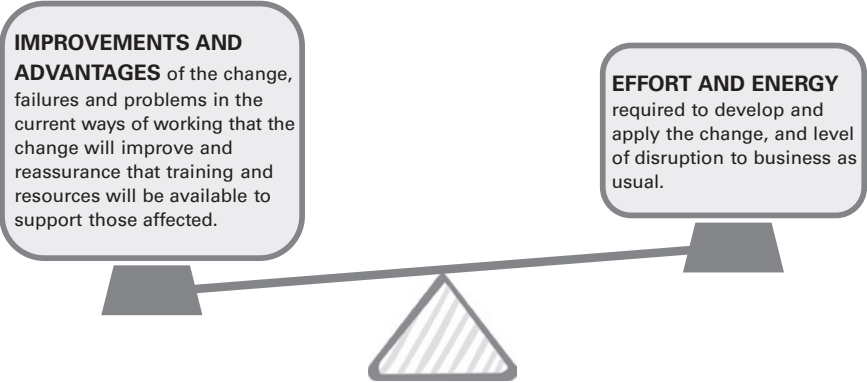 IMPROVEMENTS AND
ADVANTAGES of the change,
failures and problems in the
current ways of working that the
change will improve and
reassurance that training and
resources will be available to
support those affected.
EFFORT AND ENERGY
required to develop and
apply the change, and level
of disruption to business as
usual.